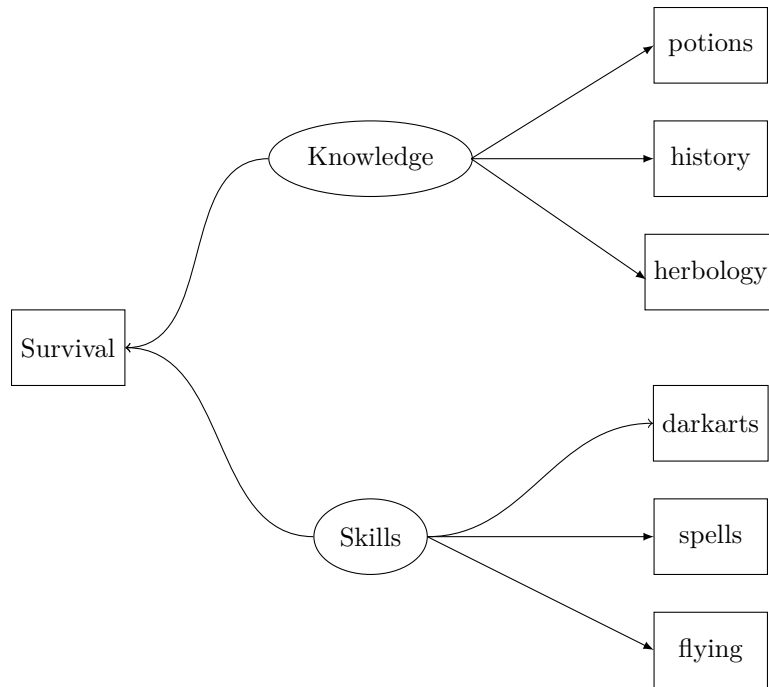 potions
Knowledge
history
herbology
Survival
darkarts
Skills
spells
flying